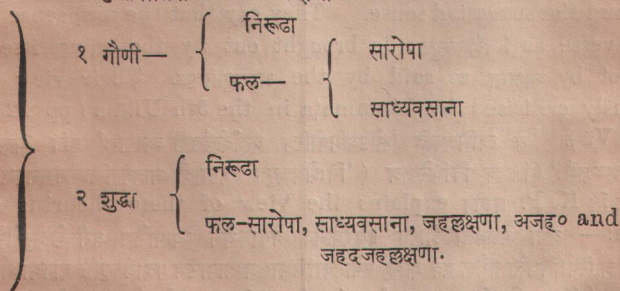 निरूढा
१ गौणी—
सारोपा
फल—
साध्यवसाना
निरूढा
२ शुद्धा
फल-सारोपा, साध्यवसाना, जहल्लक्षणा, अजह० and
जहदजहल्लक्षणा.